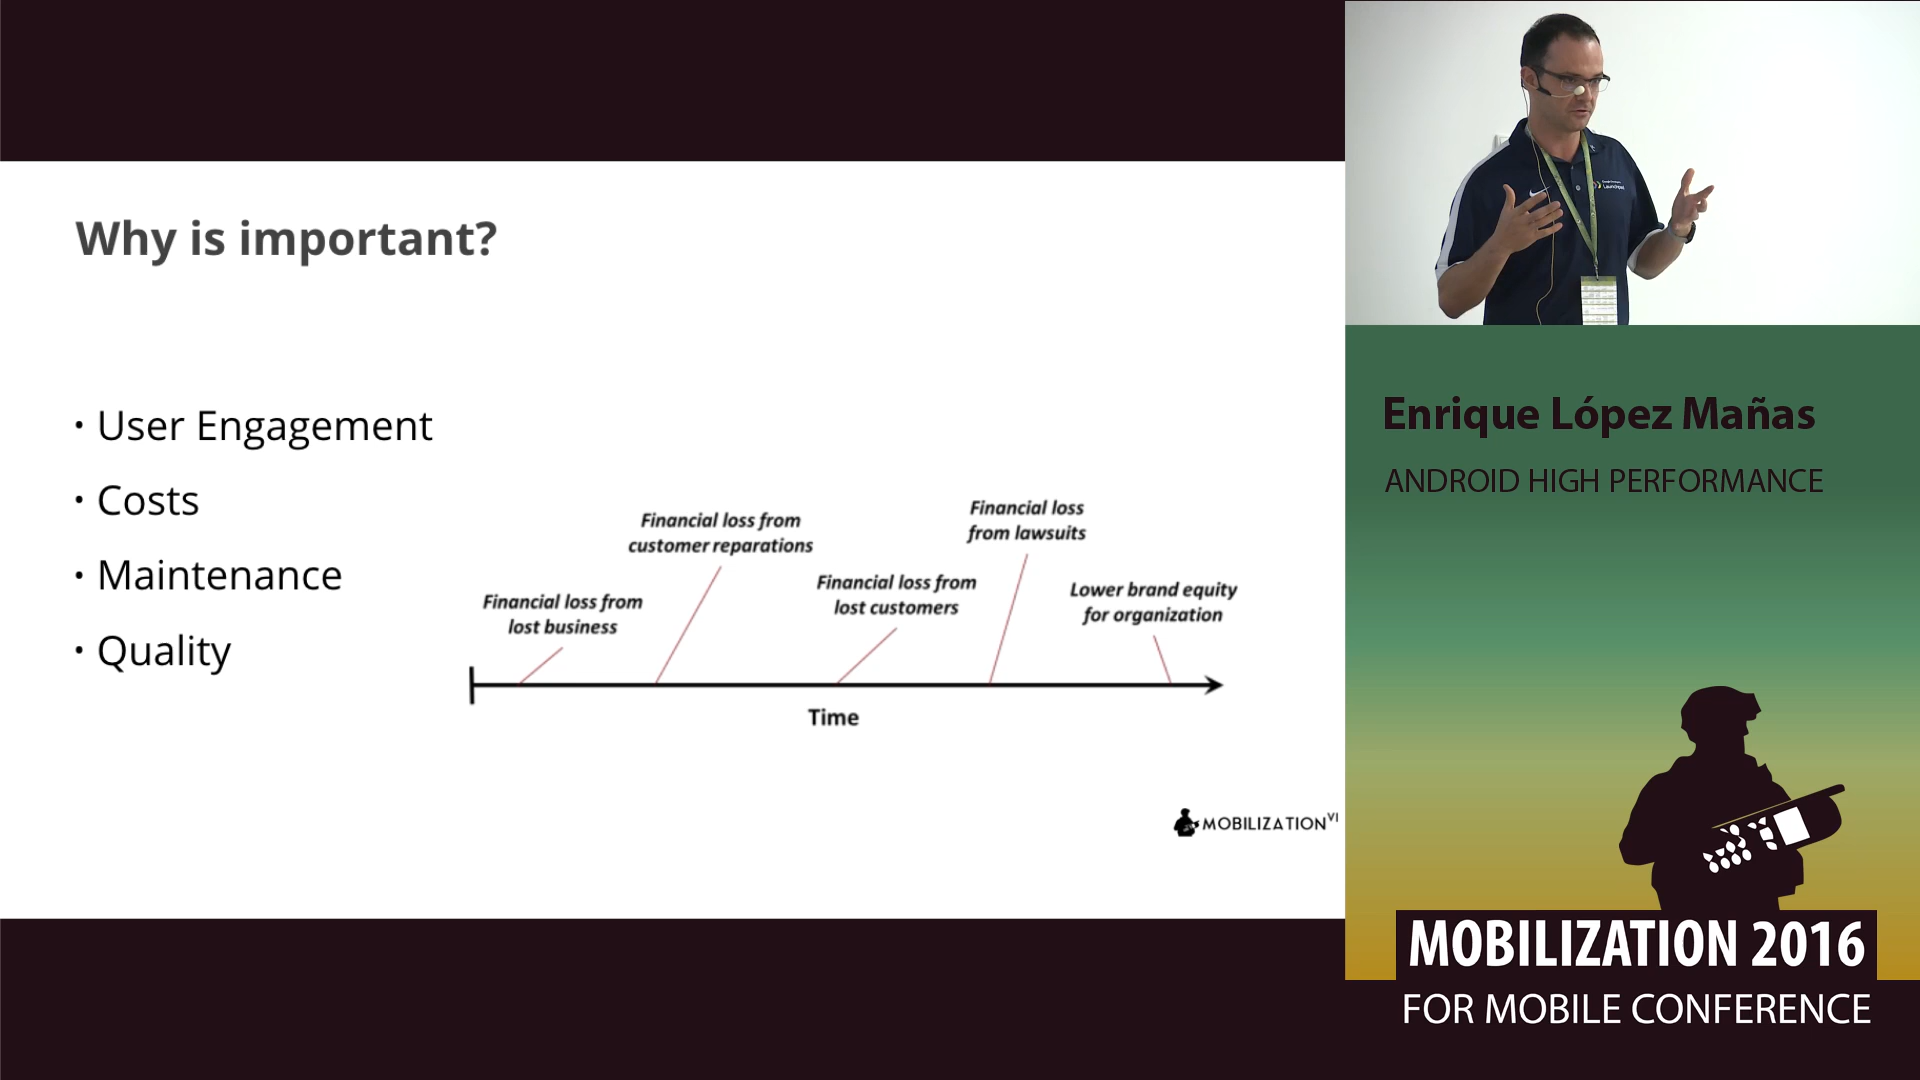 Why is important?
• User Engagement
• Costs
• Maintenance
• Quality
Financial loss from
lost business
Financial loss from
customer reparations
Financial loss from
lost customers
Financial loss
from lawsuits
Lower brand equity
for organization
Time
MOBILIZATION VI
Enrique López Mañas
ANDROID HIGH PERFORMANCE
MOBILIZATION 2016
FOR MOBILE CONFERENCE